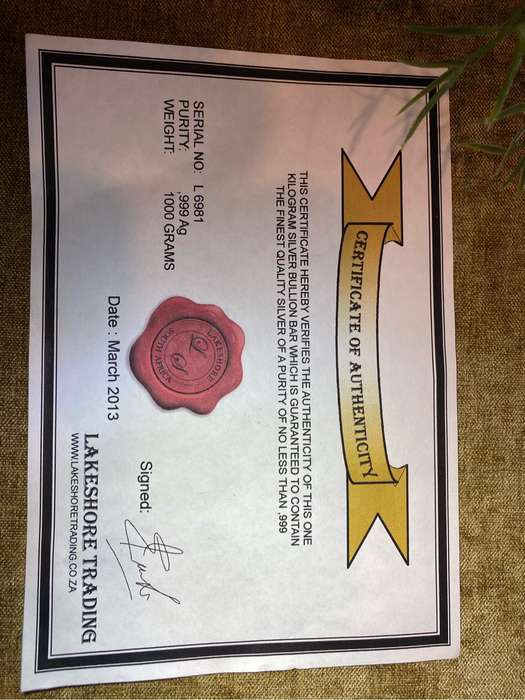 CERTIFICATE OF AUTHENTICITY
THIS CERTIFICATE HEREBY VERIFIES THE AUTHENTICITY OF THIS ONE
KILOGRAM SILVER BULLION BAR WHICH IS GUARANTEED TO CONTAIN
THE FINEST QUALITY SILVER OF A PURITY OF NO LESS THAN .999
SERIAL NO: L 6981
PURITY: .999 Ag
WEIGHT: 1000 GRAMS
LAKESHORE
L S
SOUTH AFRICA
Date : March 2013
Signed:
LAKESHORE TRADING
WWW.LAKESHORETRADING.CO.ZA